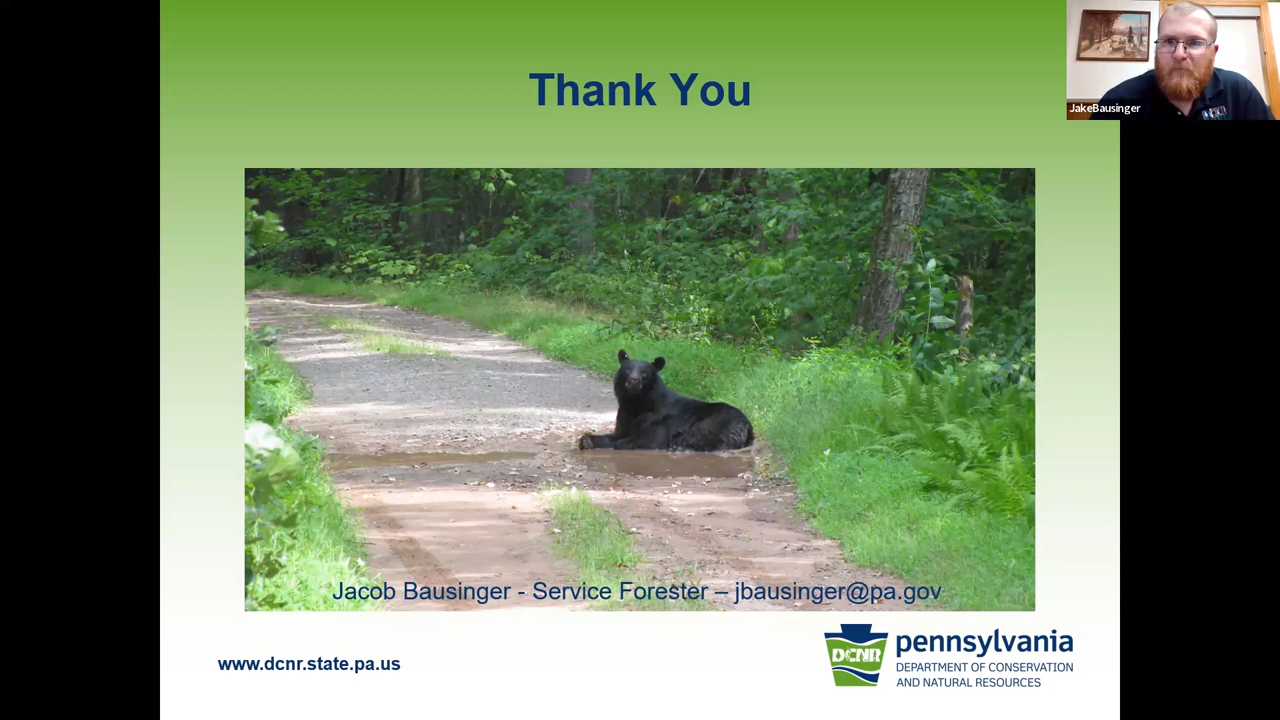 Thank You
JakeBausinger
Jacob Bausinger - Service Forester – jbausinger@pa.gov
www.dcnr.state.pa.us
DCNR
pennsylvania
DEPARTMENT OF CONSERVATION
AND NATURAL RESOURCES